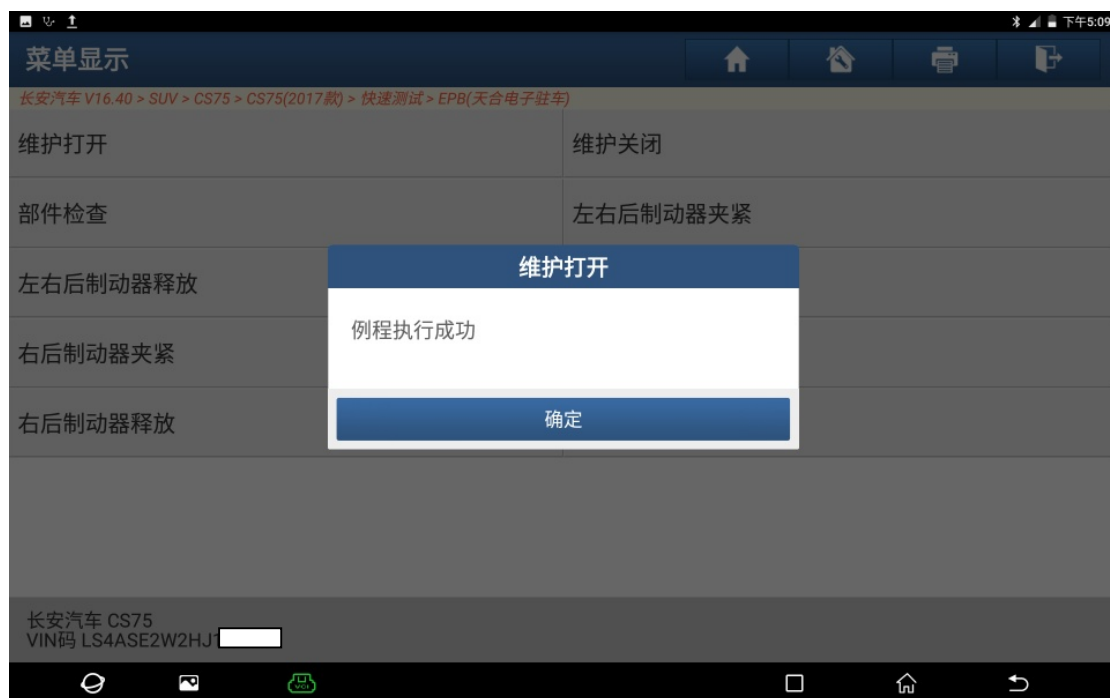 下午5:09
菜单显示
长安汽车 V16.40 > SUV > CS75 > CS75(2017款) > 快速测试 > EPB(天合电子驻车)
维护打开
维护关闭
部件检查
左右后制动器夹紧
左右后制动器释放
右后制动器夹紧
右后制动器释放
维护打开
例程执行成功
确定
长安汽车 CS75
VIN码 LS4ASE2W2HJ1
VCI